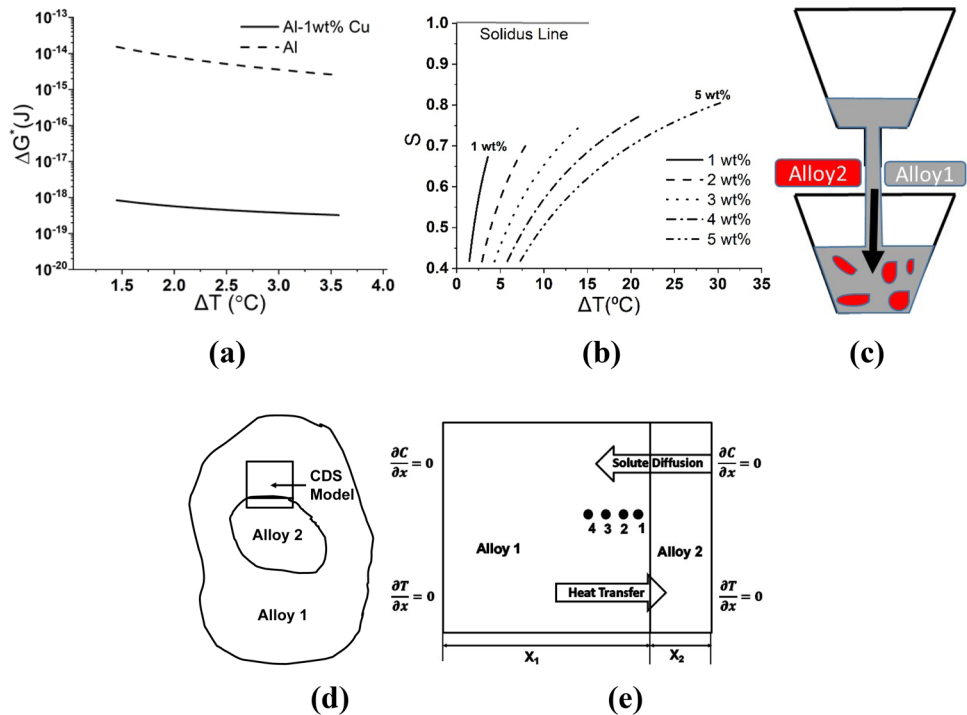 10⁻¹³
10⁻¹⁴
10⁻¹⁵
10⁻¹⁶
10⁻¹⁷
10⁻¹⁸
10⁻¹⁹
10⁻²⁰
ΔG*(J)
Al-1wt% Cu
Al
1.5 2.0 2.5 3.0 3.5 4.0
ΔT (°C)
(a)
1.0
0.9
0.8
0.7
0.6
0.5
0.4
S
Solidus Line
1 wt%
5 wt%
1 wt%
2 wt%
3 wt%
4 wt%
5 wt%
0 5 10 15 20 25 30 35
ΔT(ºC)
(b)
Alloy2 Alloy1
(c)
CDS
Model
Alloy 2
Alloy 1
(d)
∂C/∂x = 0
∂T/∂x = 0
Solute Diffusion
4 3 2 1
Alloy 1
Alloy 2
Heat Transfer
∂C/∂x = 0
∂T/∂x = 0
X₁ X₂
(e)